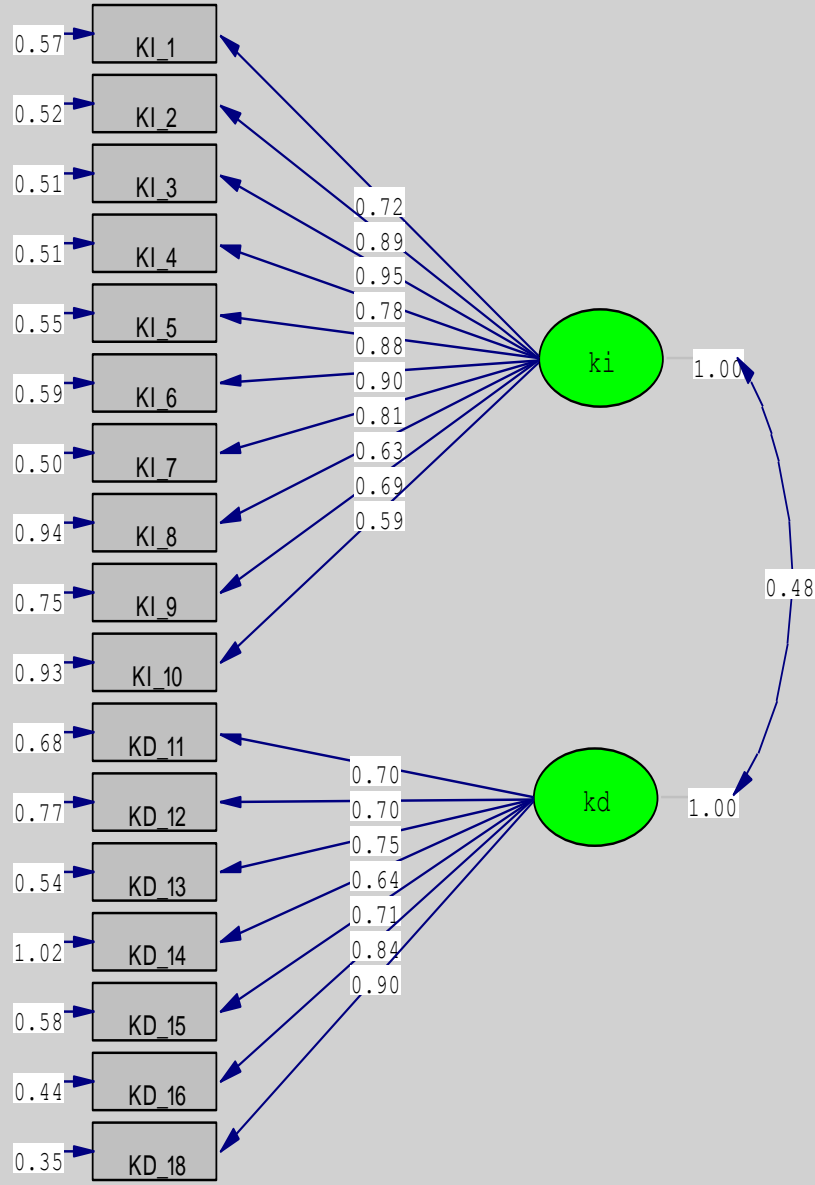 0.57 KI_1
0.52 KI_2
0.51 KI_3
0.51 KI_4
0.55 KI_5
0.59 KI_6
0.50 KI_7
0.94 KI_8
0.75 KI_9
0.93 KI_10
0.68 KD_11
0.77 KD_12
0.54 KD_13
1.02 KD_14
0.58 KD_15
0.44 KD_16
0.35 KD_18
0.72
0.89
0.95
0.78
0.88
0.90
0.81
0.63
0.69
0.59
0.70
0.70
0.75
0.64
0.71
0.84
0.90
ki
1.00
0.48
kd
1.00